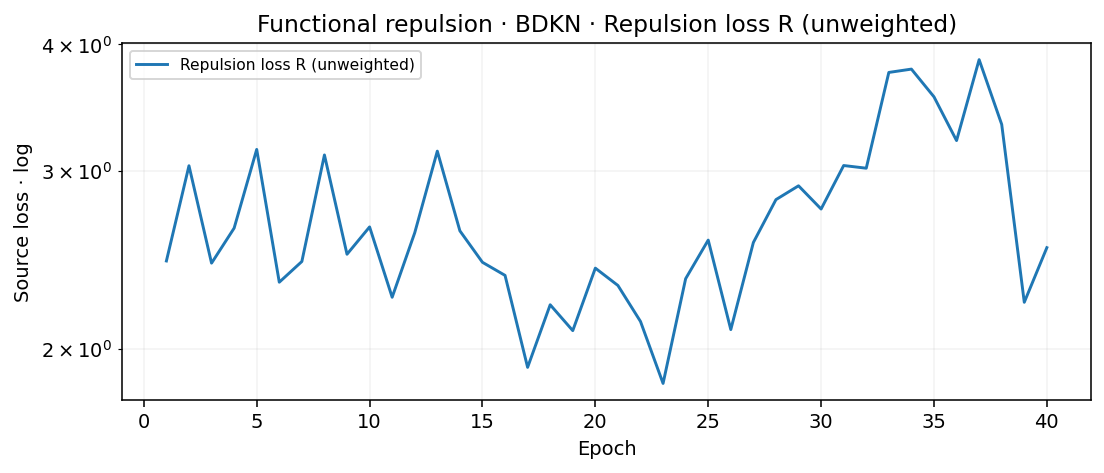 Functional repulsion · BDKN · Repulsion loss R (unweighted)
Repulsion loss R (unweighted)
Source loss · log
4 × 10⁰
3 × 10⁰
2 × 10⁰
0 5 10 15 20 25 30 35 40
Epoch